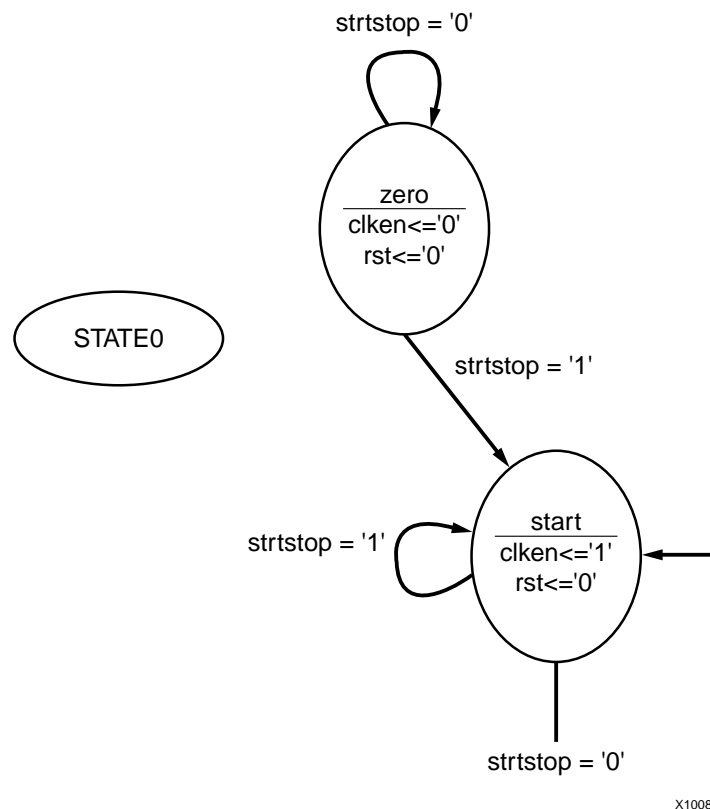 strtstop = '0'
zero
clken<='0'
rst<='0'
STATE0
strtstop = '1'
strtstop = '1'
start
clken<='1'
rst<='0'
strtstop = '0'
X1008